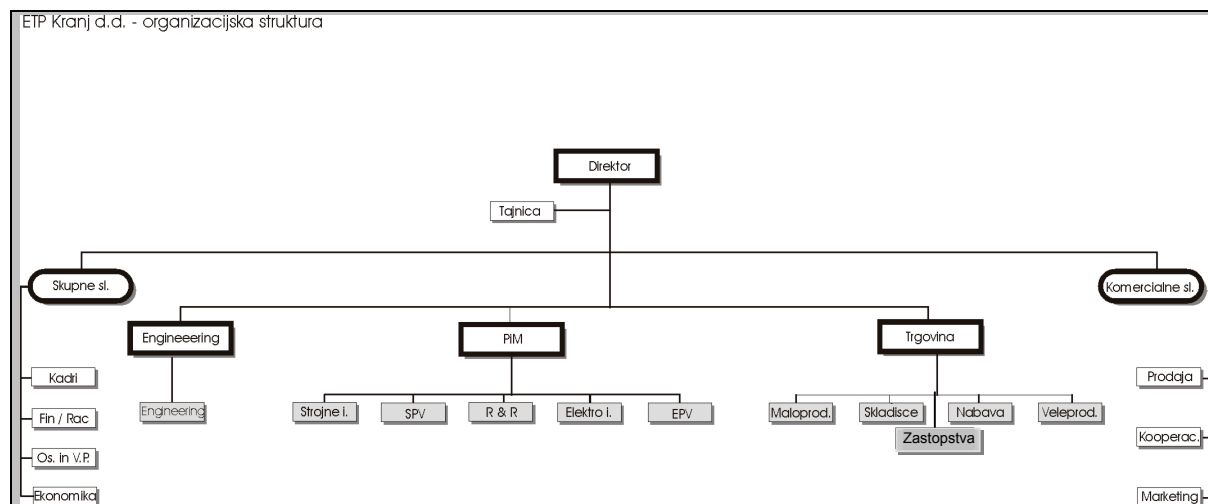 ETP Kranj d.d. - organizacijska struktura
Direktor
Tajnica
Skupne sl.
Komercialne sl.
Engineeering
PIM
Trgovina
Kadri
Prodaja
Engineering
Strojne i.
SPV
R & R
Elektro i.
EPV
Maloprod.
Skladisce
Nabava
Veleprod.
Fin / Rac
Zastopstva
Kooperac.
Os. in V.P.
Ekonomika
Marketing